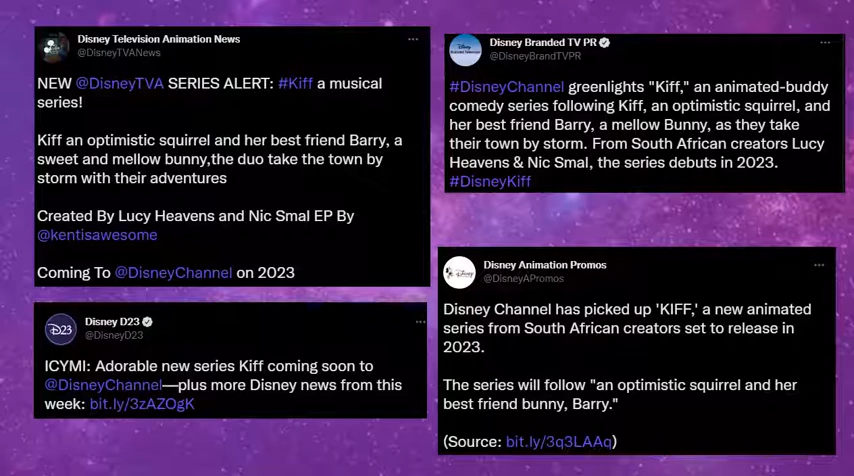 Disney Television Animation News
@DisneyTVANews
NEW @DisneyTVA SERIES ALERT: #Kiff a musical
series!
Kiff an optimistic squirrel and her best friend Barry, a
sweet and mellow bunny,the duo take the town by
storm with their adventures
Created By Lucy Heavens and Nic Smal EP By
@kentisawesome
Coming To @DisneyChannel on 2023
Disney Branded TV PR
@DisneyBrandTVPR
#DisneyChannel greenlights "Kiff," an animated-buddy
comedy series following Kiff, an optimistic squirrel, and
her best friend Barry, a mellow Bunny, as they take
their town by storm. From South African creators Lucy
Heavens & Nic Smal, the series debuts in 2023.
#DisneyKiff
D23
Disney D23
@DisneyD23
ICYMI: Adorable new series Kiff coming soon to
@DisneyChannel—plus more Disney news from this
week: bit.ly/3zAZOgK
Disney Animation Promos
@DisneyAPromos
Disney Channel has picked up 'KIFF,' a new animated
series from South African creators set to release in
2023.
The series will follow "an optimistic squirrel and her
best friend bunny, Barry."
(Source: bit.ly/3q3LAAq)